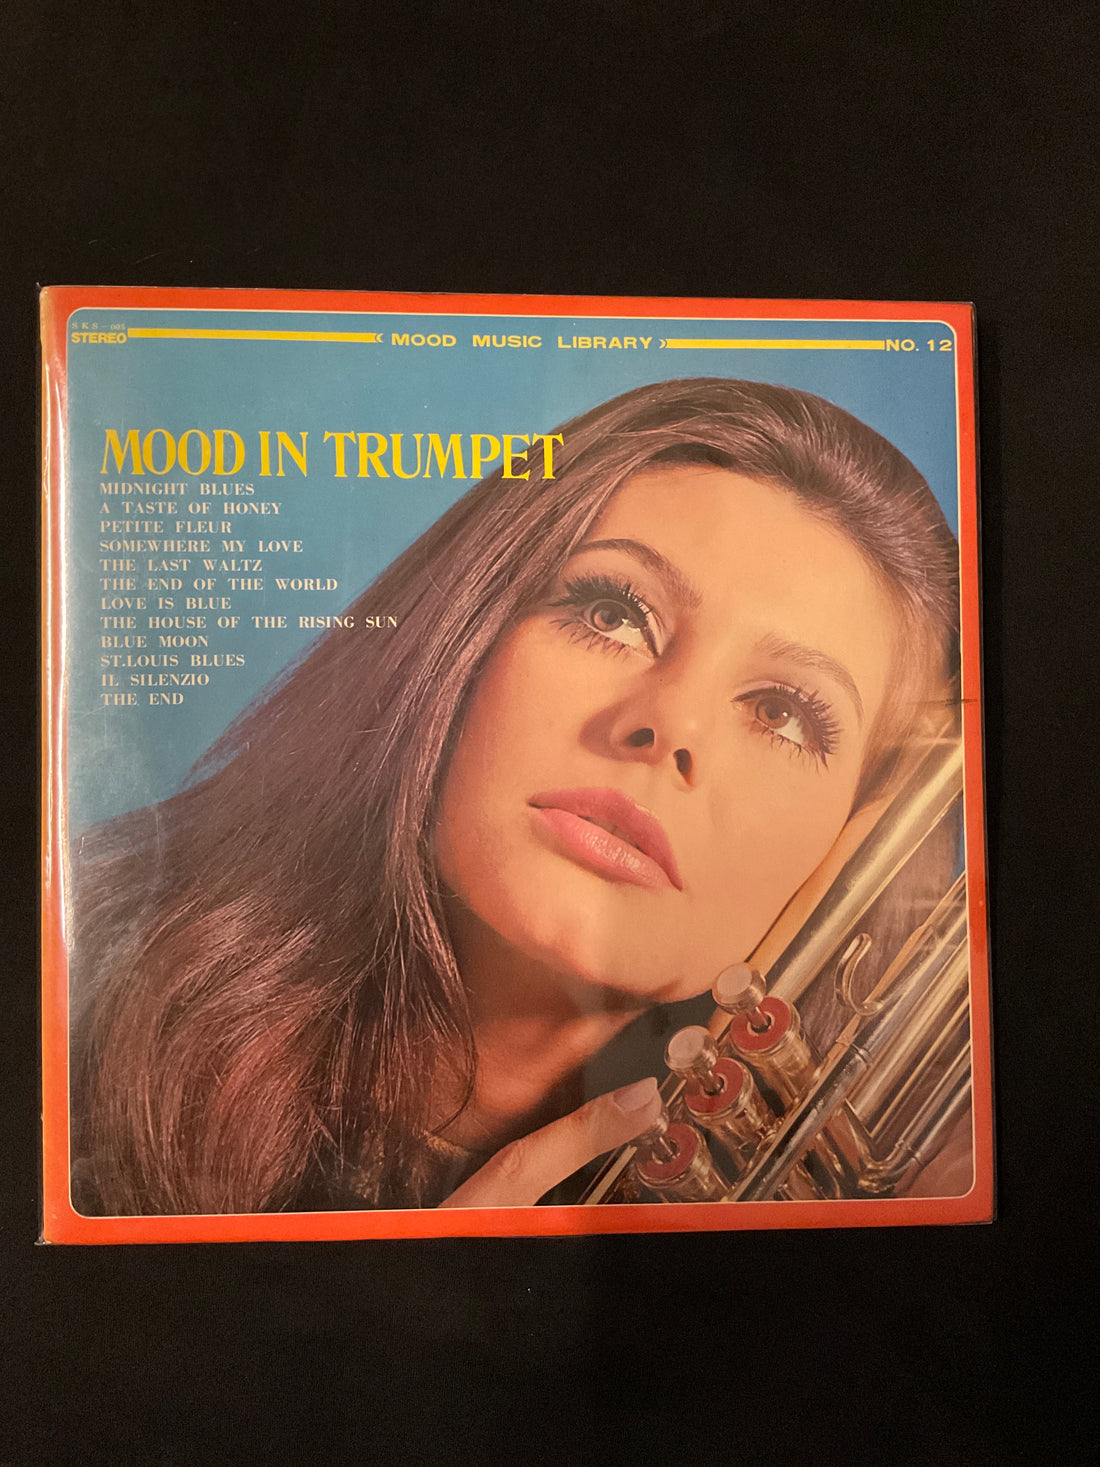 SKS-005
STEREO
《 MOOD MUSIC LIBRARY 》
NO. 12
MOOD IN TRUMPET
MIDNIGHT BLUES
A TASTE OF HONEY
PETITE FLEUR
SOMEWHERE MY LOVE
THE LAST WALTZ
THE END OF THE WORLD
LOVE IS BLUE
THE HOUSE OF THE RISING SUN
BLUE MOON
ST.LOUIS BLUES
IL SILENZIO
THE END